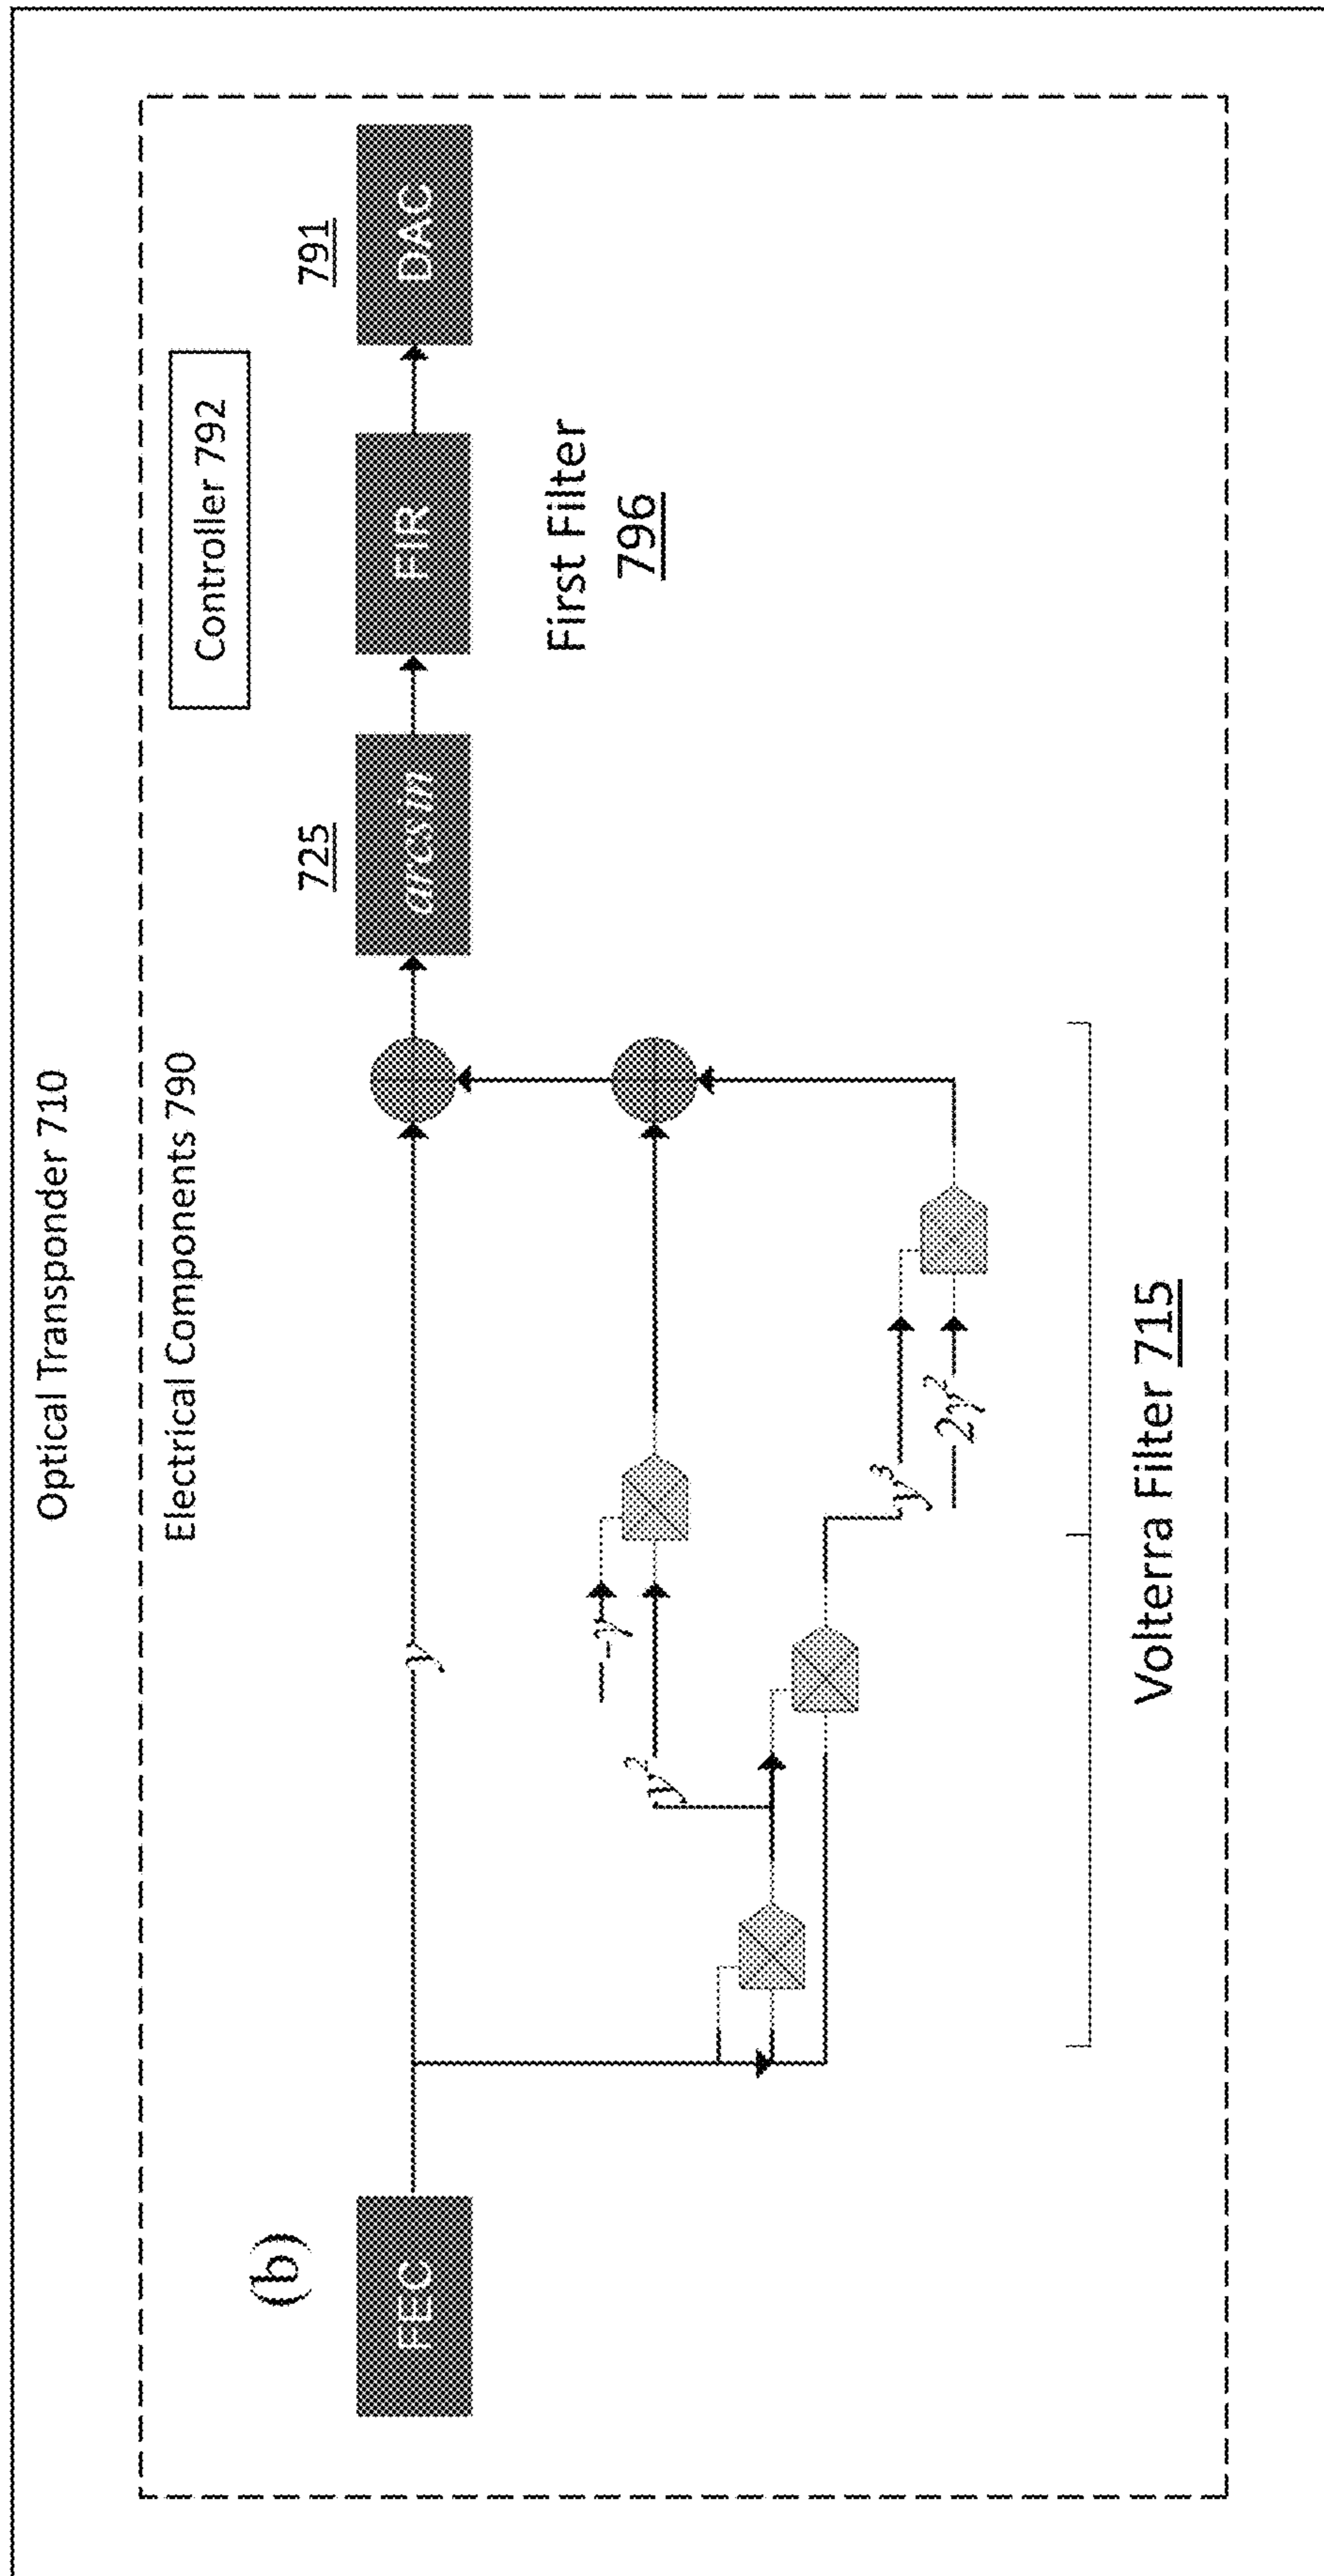 Optical Transponder 710
Electrical Components 790
Controller 792
(b)
725
791
FEC
arcsin
FIR
DAC
y
First Filter
796
-γ
y²
y³
2γ²
Volterra Filter 715